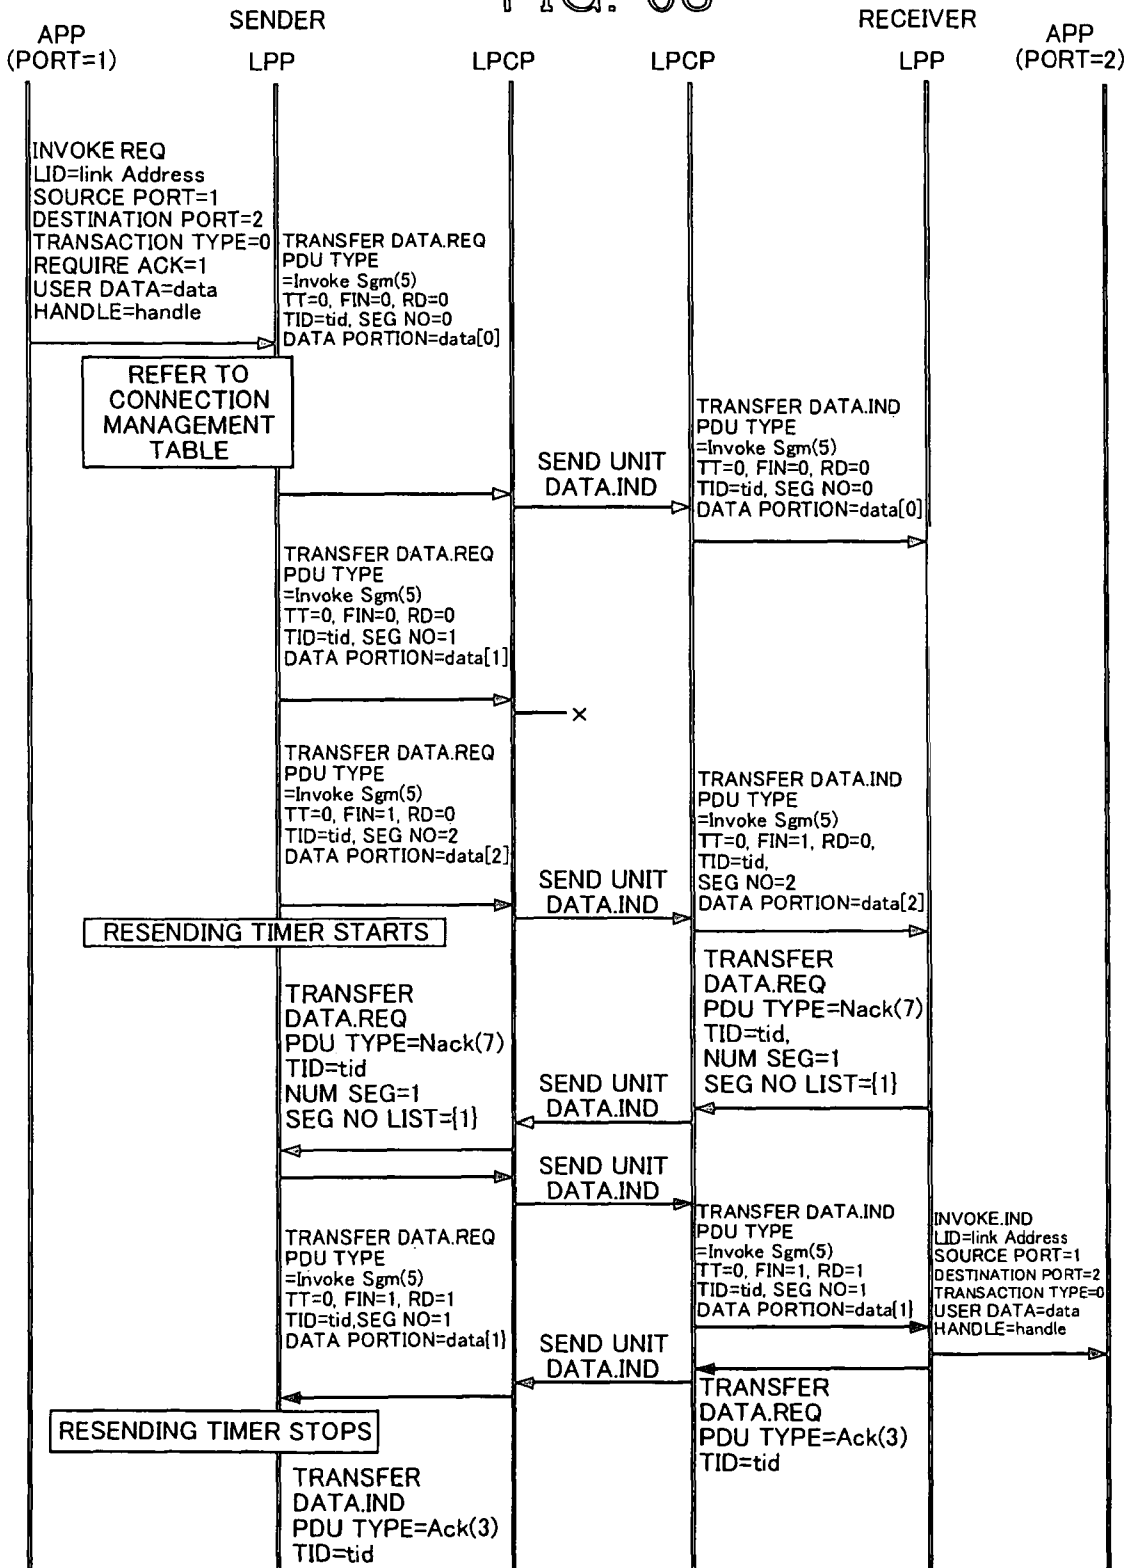 SENDER
RECEIVER
APP
(PORT=1)
LPP
LPCP
LPCP
LPP
APP
(PORT=2)
INVOKE REQ
LID=link Address
SOURCE PORT=1
DESTINATION PORT=2
TRANSACTION TYPE=0
REQUIRE ACK=1
USER DATA=data
HANDLE=handle
TRANSFER DATA.REQ
PDU TYPE
=Invoke Sgm(5)
TT=0, FIN=0, RD=0
TID=tid, SEG NO=0
DATA PORTION=data[0]
REFER TO
CONNECTION
MANAGEMENT
TABLE
SEND UNIT
DATA.IND
TRANSFER DATA.IND
PDU TYPE
=Invoke Sgm(5)
TT=0, FIN=0, RD=0
TID=tid, SEG NO=0
DATA PORTION=data[0]
TRANSFER DATA.REQ
PDU TYPE
=Invoke Sgm(5)
TT=0, FIN=0, RD=0
TID=tid, SEG NO=1
DATA PORTION=data[1]
×
TRANSFER DATA.REQ
PDU TYPE
=Invoke Sgm(5)
TT=0, FIN=1, RD=0
TID=tid, SEG NO=2
DATA PORTION=data[2]
SEND UNIT
DATA.IND
TRANSFER DATA.IND
PDU TYPE
=Invoke Sgm(5)
TT=0, FIN=1, RD=0,
TID=tid,
SEG NO=2
DATA PORTION=data[2]
RESENDING TIMER STARTS
TRANSFER
DATA.REQ
PDU TYPE=Nack(7)
TID=tid,
NUM SEG=1
SEG NO LIST={1}
SEND UNIT
DATA.IND
TRANSFER
DATA.REQ
PDU TYPE=Nack(7)
TID=tid
NUM SEG=1
SEG NO LIST={1}
SEND UNIT
DATA.IND
TRANSFER DATA.REQ
PDU TYPE
=Invoke Sgm(5)
TT=0, FIN=1, RD=1
TID=tid,SEG NO=1
DATA PORTION=data[1]
TRANSFER DATA.IND
PDU TYPE
=Invoke Sgm(5)
TT=0, FIN=1, RD=1
TID=tid, SEG NO=1
DATA PORTION=data[1]
INVOKE.IND
LID=link Address
SOURCE PORT=1
DESTINATION PORT=2
TRANSACTION TYPE=0
USER DATA=data
HANDLE=handle
SEND UNIT
DATA.IND
TRANSFER
DATA.REQ
PDU TYPE=Ack(3)
TID=tid
RESENDING TIMER STOPS
TRANSFER
DATA.IND
PDU TYPE=Ack(3)
TID=tid